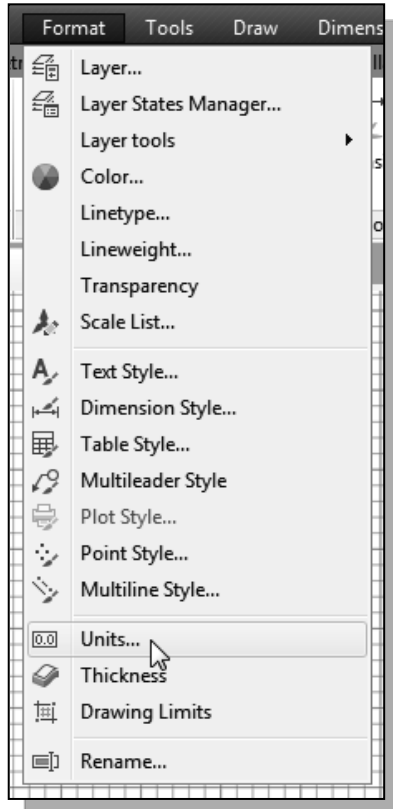 Format Tools Draw Dimens
Layer...
Layer States Manager...
Layer tools
Color...
Linetype...
Lineweight...
Transparency
Scale List...
Text Style...
Dimension Style...
Table Style...
Multileader Style
Plot Style...
Point Style...
Multiline Style...
0.0 Units...
Thickness
Drawing Limits
Rename...